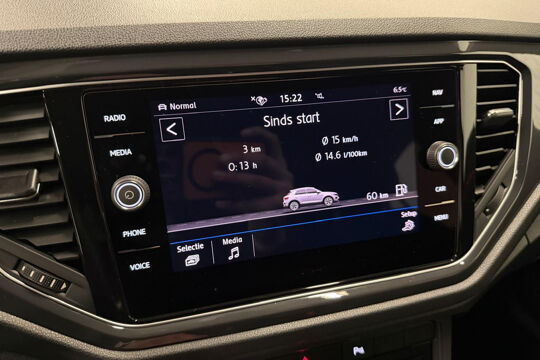 RADIO
MEDIA
PHONE
VOICE
Normal
15:22
6.5°C
Sinds start
3 km
0:13 h
Ø 15 km/h
Ø 14.6 l/100km
60 km
Selectie
Media
Setup
NAV
APP
CAR
MENU